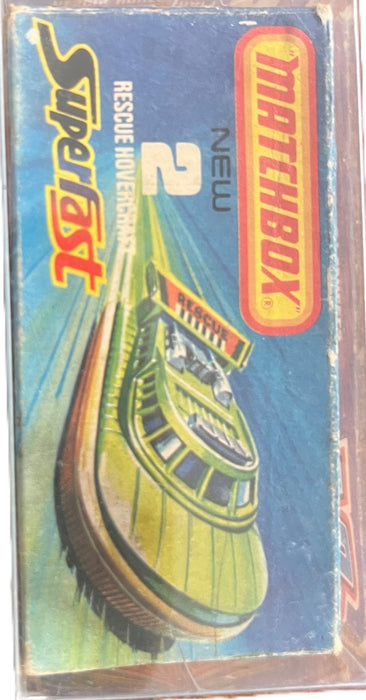 "MATCHBOX"®
NEW
2
RESCUE HOVERCRAFT
Superfast
RESCUE